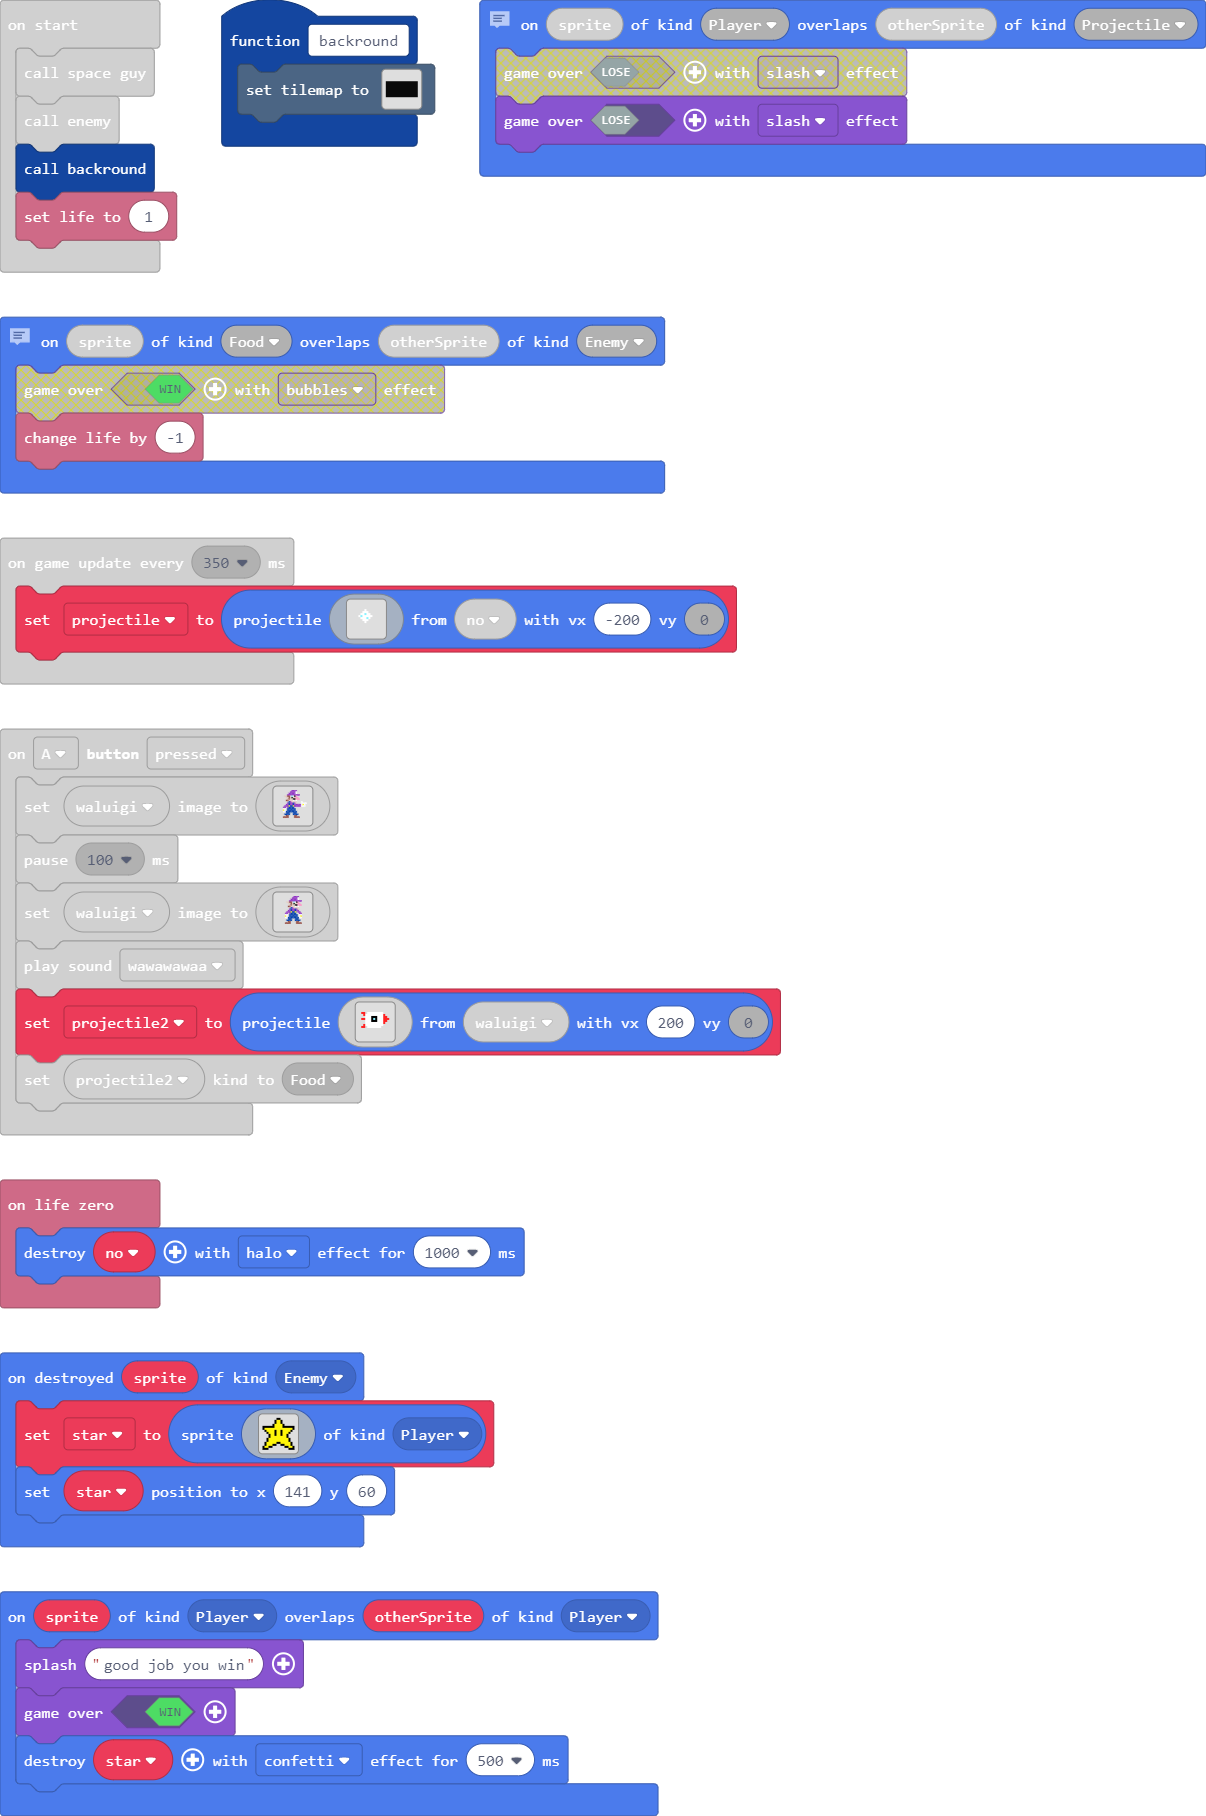 on start
call space guy
call enemy
call backround
set life to 1
function backround
set tilemap to
on sprite of kind Player overlaps otherSprite of kind Projectile
game over LOSE with slash effect
game over LOSE with slash effect
on sprite of kind Food overlaps otherSprite of kind Enemy
game over WIN with bubbles effect
change life by -1
on game update every 350 ms
set projectile to projectile from no with vx -200 vy 0
on A button pressed
set waluigi image to
pause 100 ms
set waluigi image to
play sound wawawawaa
set projectile2 to projectile from waluigi with vx 200 vy 0
set projectile2 kind to Food
on life zero
destroy no with halo effect for 1000 ms
on destroyed sprite of kind Enemy
set star to sprite of kind Player
set star position to x 141 y 60
on sprite of kind Player overlaps otherSprite of kind Player
splash "good job you win"
game over WIN
destroy star with confetti effect for 500 ms